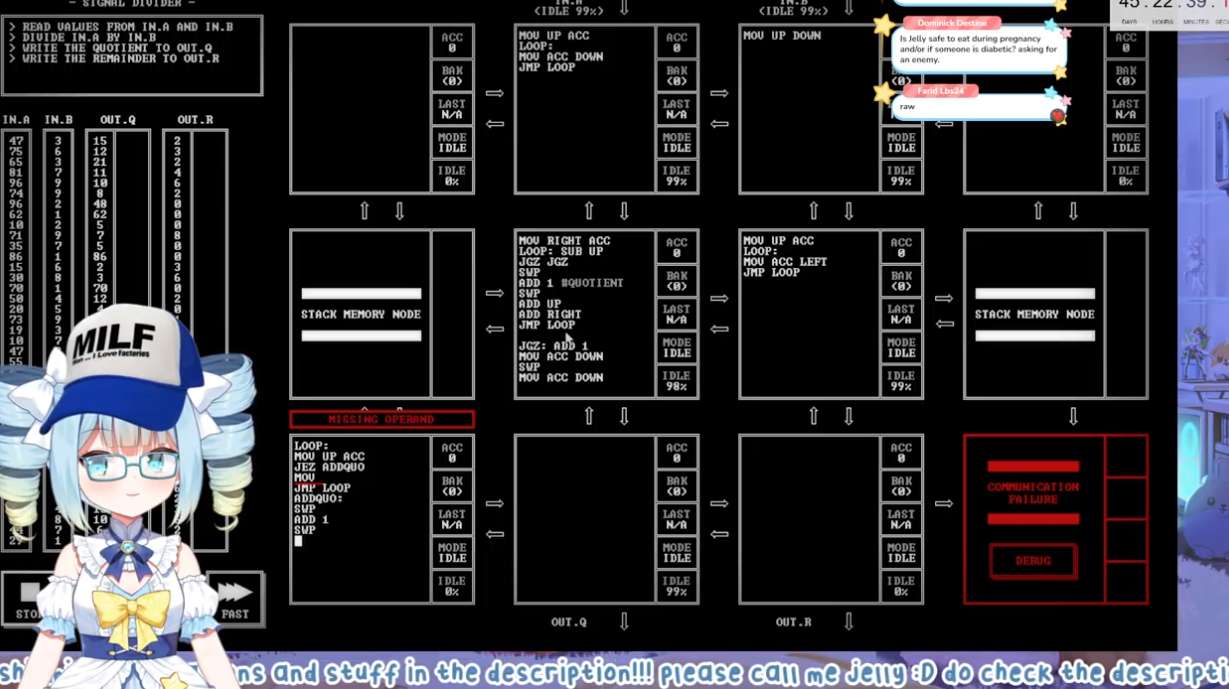 - SIGNAL DIVIDER -
> READ VALUES FROM IN.A AND IN.B
> DIVIDE IN.A BY IN.B
> WRITE THE QUOTIENT TO OUT.Q
> WRITE THE REMAINDER TO OUT.R
IN.A IN.B OUT.Q OUT.R
47 3 15 2
75 6 12 3
65 3 21 2
81 7 11 4
96 9 10 6
74 9 8 2
96 2 48 0
62 1 62 0
10 2 5 0
71 9 7 8
35 7 5 0
86 1 86 0
15 6 2 3
30 8 3 6
70 1 70 0
50 4 12
20
73
19
10
47
55
FAST
MILF
Man... I Love Factories
IN.A
(IDLE 99%)
IN.B
(IDLE 99%)
ACC
0
BAK
(0)
LAST
N/A
MODE
IDLE
IDLE
0%
MOV UP ACC
LOOP:
MOV ACC DOWN
JMP LOOP
ACC
0
BAK
(0)
LAST
N/A
MODE
IDLE
IDLE
99%
MOV UP DOWN
(0)
LAST
N/A
MODE
IDLE
IDLE
99%
ACC
0
MODE
IDLE
IDLE
0%
Dominick Destine
Is Jelly safe to eat during pregnancy
and/or if someone is diabetic? asking for
an enemy.
Farid Lbs24
raw
45:22:39:1
DAYS HOURS MINUTES
STACK MEMORY NODE
MOV RIGHT ACC
LOOP: SUB UP
JGZ JGZ
SWP
ADD 1 #QUOTIENT
SWP
ADD UP
ADD RIGHT
JMP LOOP
JGZ: ADD 1
MOV ACC DOWN
SWP
MOV ACC DOWN
ACC
0
BAK
(0)
LAST
N/A
MODE
IDLE
IDLE
98%
MOV UP ACC
LOOP:
MOV ACC LEFT
JMP LOOP
ACC
0
BAK
(0)
LAST
N/A
MODE
IDLE
IDLE
99%
STACK MEMORY NODE
MISSING OPERAND
LOOP:
MOV UP ACC
JEZ ADDQUO
MOV
JMP LOOP
ADDQUO:
SWP
ADD 1
SWP
ACC
0
BAK
(0)
LAST
N/A
MODE
IDLE
IDLE
0%
ACC
0
BAK
(0)
LAST
N/A
MODE
IDLE
IDLE
99%
ACC
0
BAK
(0)
LAST
N/A
MODE
IDLE
IDLE
0%
COMMUNICATION
FAILURE
DEBUG
OUT.Q
OUT.R
ns and stuff in the description!!! please call me jelly :D do check the descripti